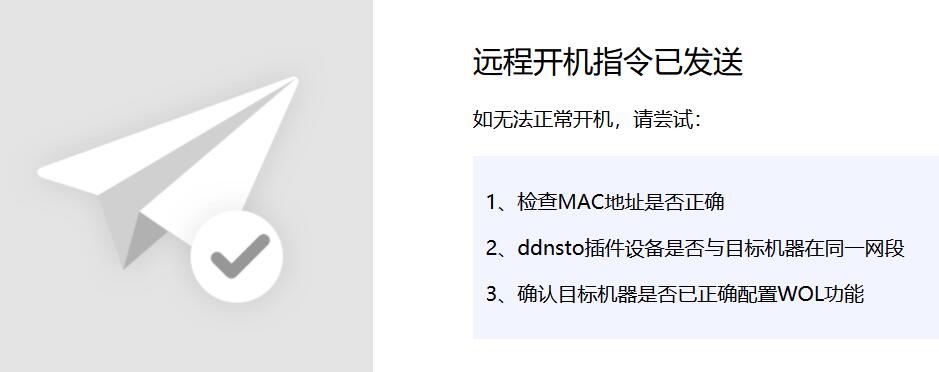 远程开机指令已发送
如无法正常开机，请尝试：
1、检查MAC地址是否正确
2、ddnsto插件设备是否与目标机器在同一网段
3、确认目标机器是否已正确配置WOL功能